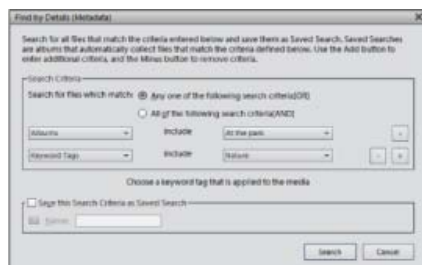 Find by Details (Metadata)
Search for all files that match the criteria entered below and save them as Saved Search. Saved Searches
are albums that automatically collect files that match the criteria defined below. Use the Add button to
enter additional criteria, and the Minus button to remove criteria.
Search Criteria
Search for files which match: Any one of the following search criteria(OR)
All of the following search criteria(AND)
Albums Include At the park
Keyword Tags Include Nature
Choose a keyword tag that is applied to the media
Save this Search Criteria as Saved Search
Name:
Search Cancel